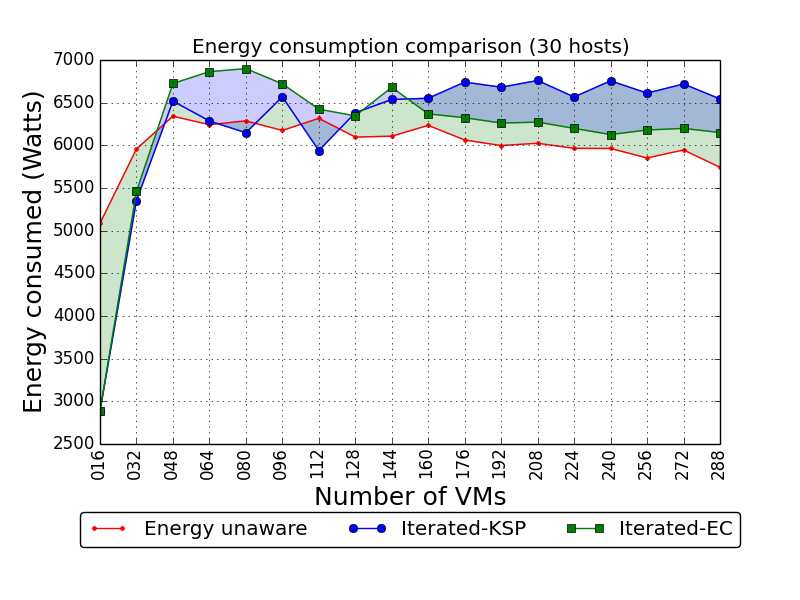 Energy consumption comparison (30 hosts)
Energy consumed (Watts)
7000
6500
6000
5500
5000
4500
4000
3500
3000
2500
016 032 048 064 080 096 112 128 144 160 176 192 208 224 240 256 272 288
Number of VMs
Energy unaware Iterated-KSP Iterated-EC